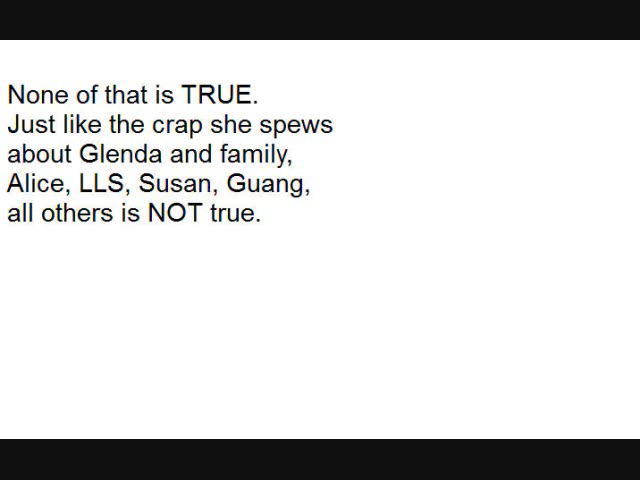 None of that is TRUE.
Just like the crap she spews
about Glenda and family,
Alice, LLS, Susan, Guang,
all others is NOT true.